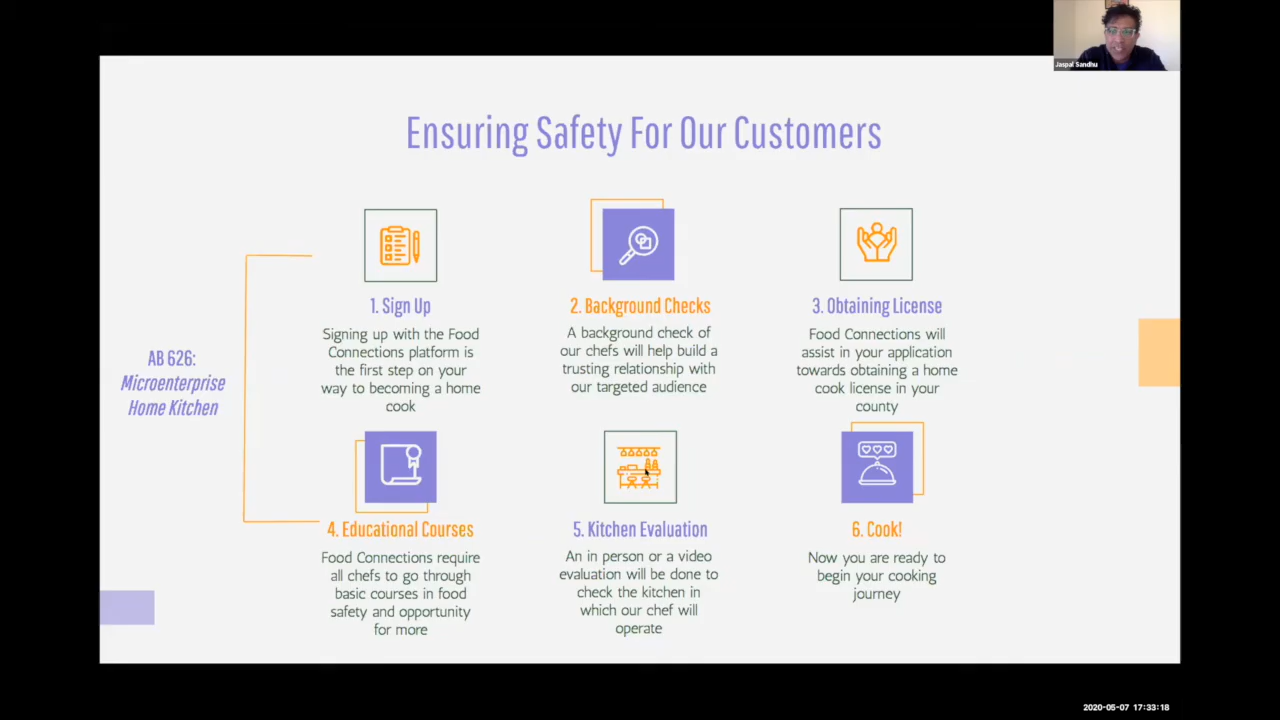 Jaspal Sandhu
Ensuring Safety For Our Customers
AB 626:
Microenterprise
Home Kitchen
1. Sign Up
Signing up with the Food
Connections platform is
the first step on your
way to becoming a home
cook
2. Background Checks
A background check of
our chefs will help build a
trusting relationship with
our targeted audience
3. Obtaining License
Food Connections will
assist in your application
towards obtaining a home
cook license in your
county
4. Educational Courses
Food Connections require
all chefs to go through
basic courses in food
safety and opportunity
for more
5. Kitchen Evaluation
An in person or a video
evaluation will be done to
check the kitchen in
which our chef will
operate
6. Cook!
Now you are ready to
begin your cooking
journey
2020-05-07 17:33:18